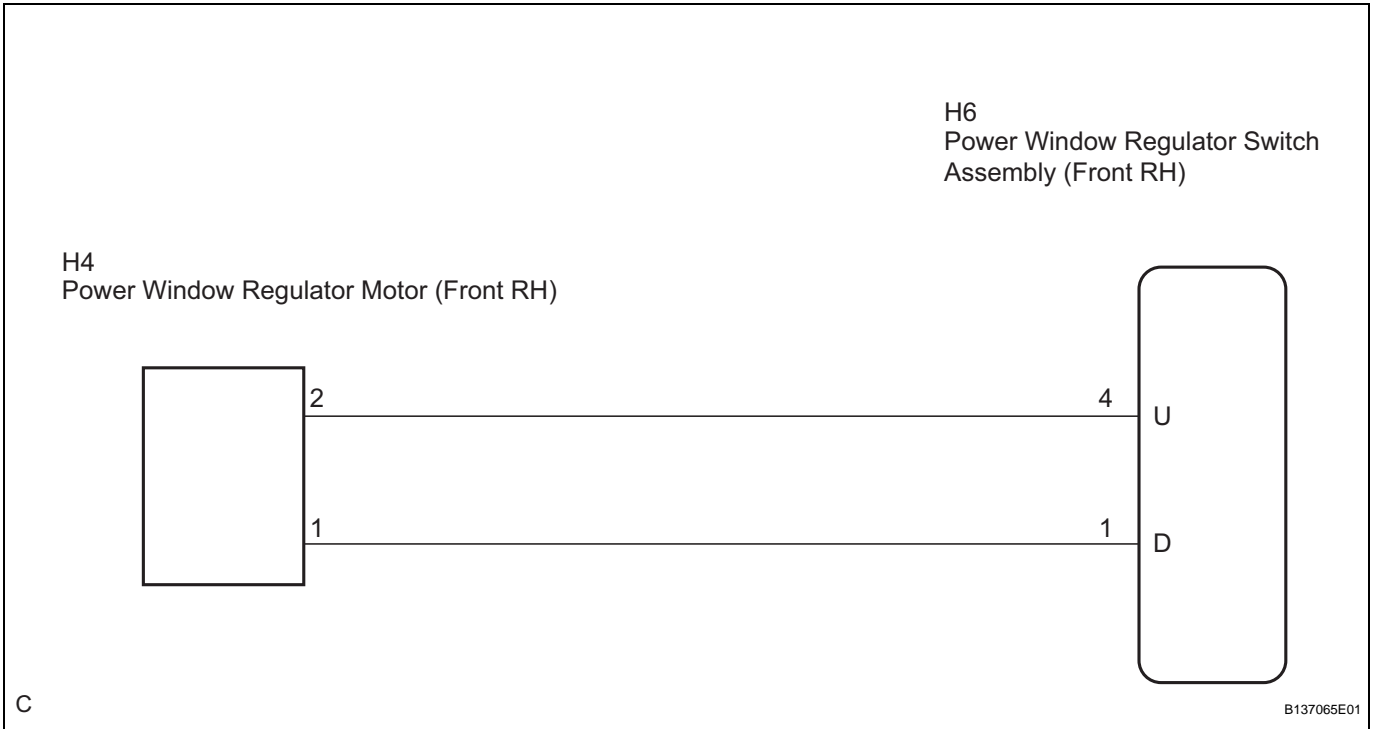 H6
Power Window Regulator Switch
Assembly (Front RH)
H4
Power Window Regulator Motor (Front RH)
2
4
U
1
1
D
C
B137065E01